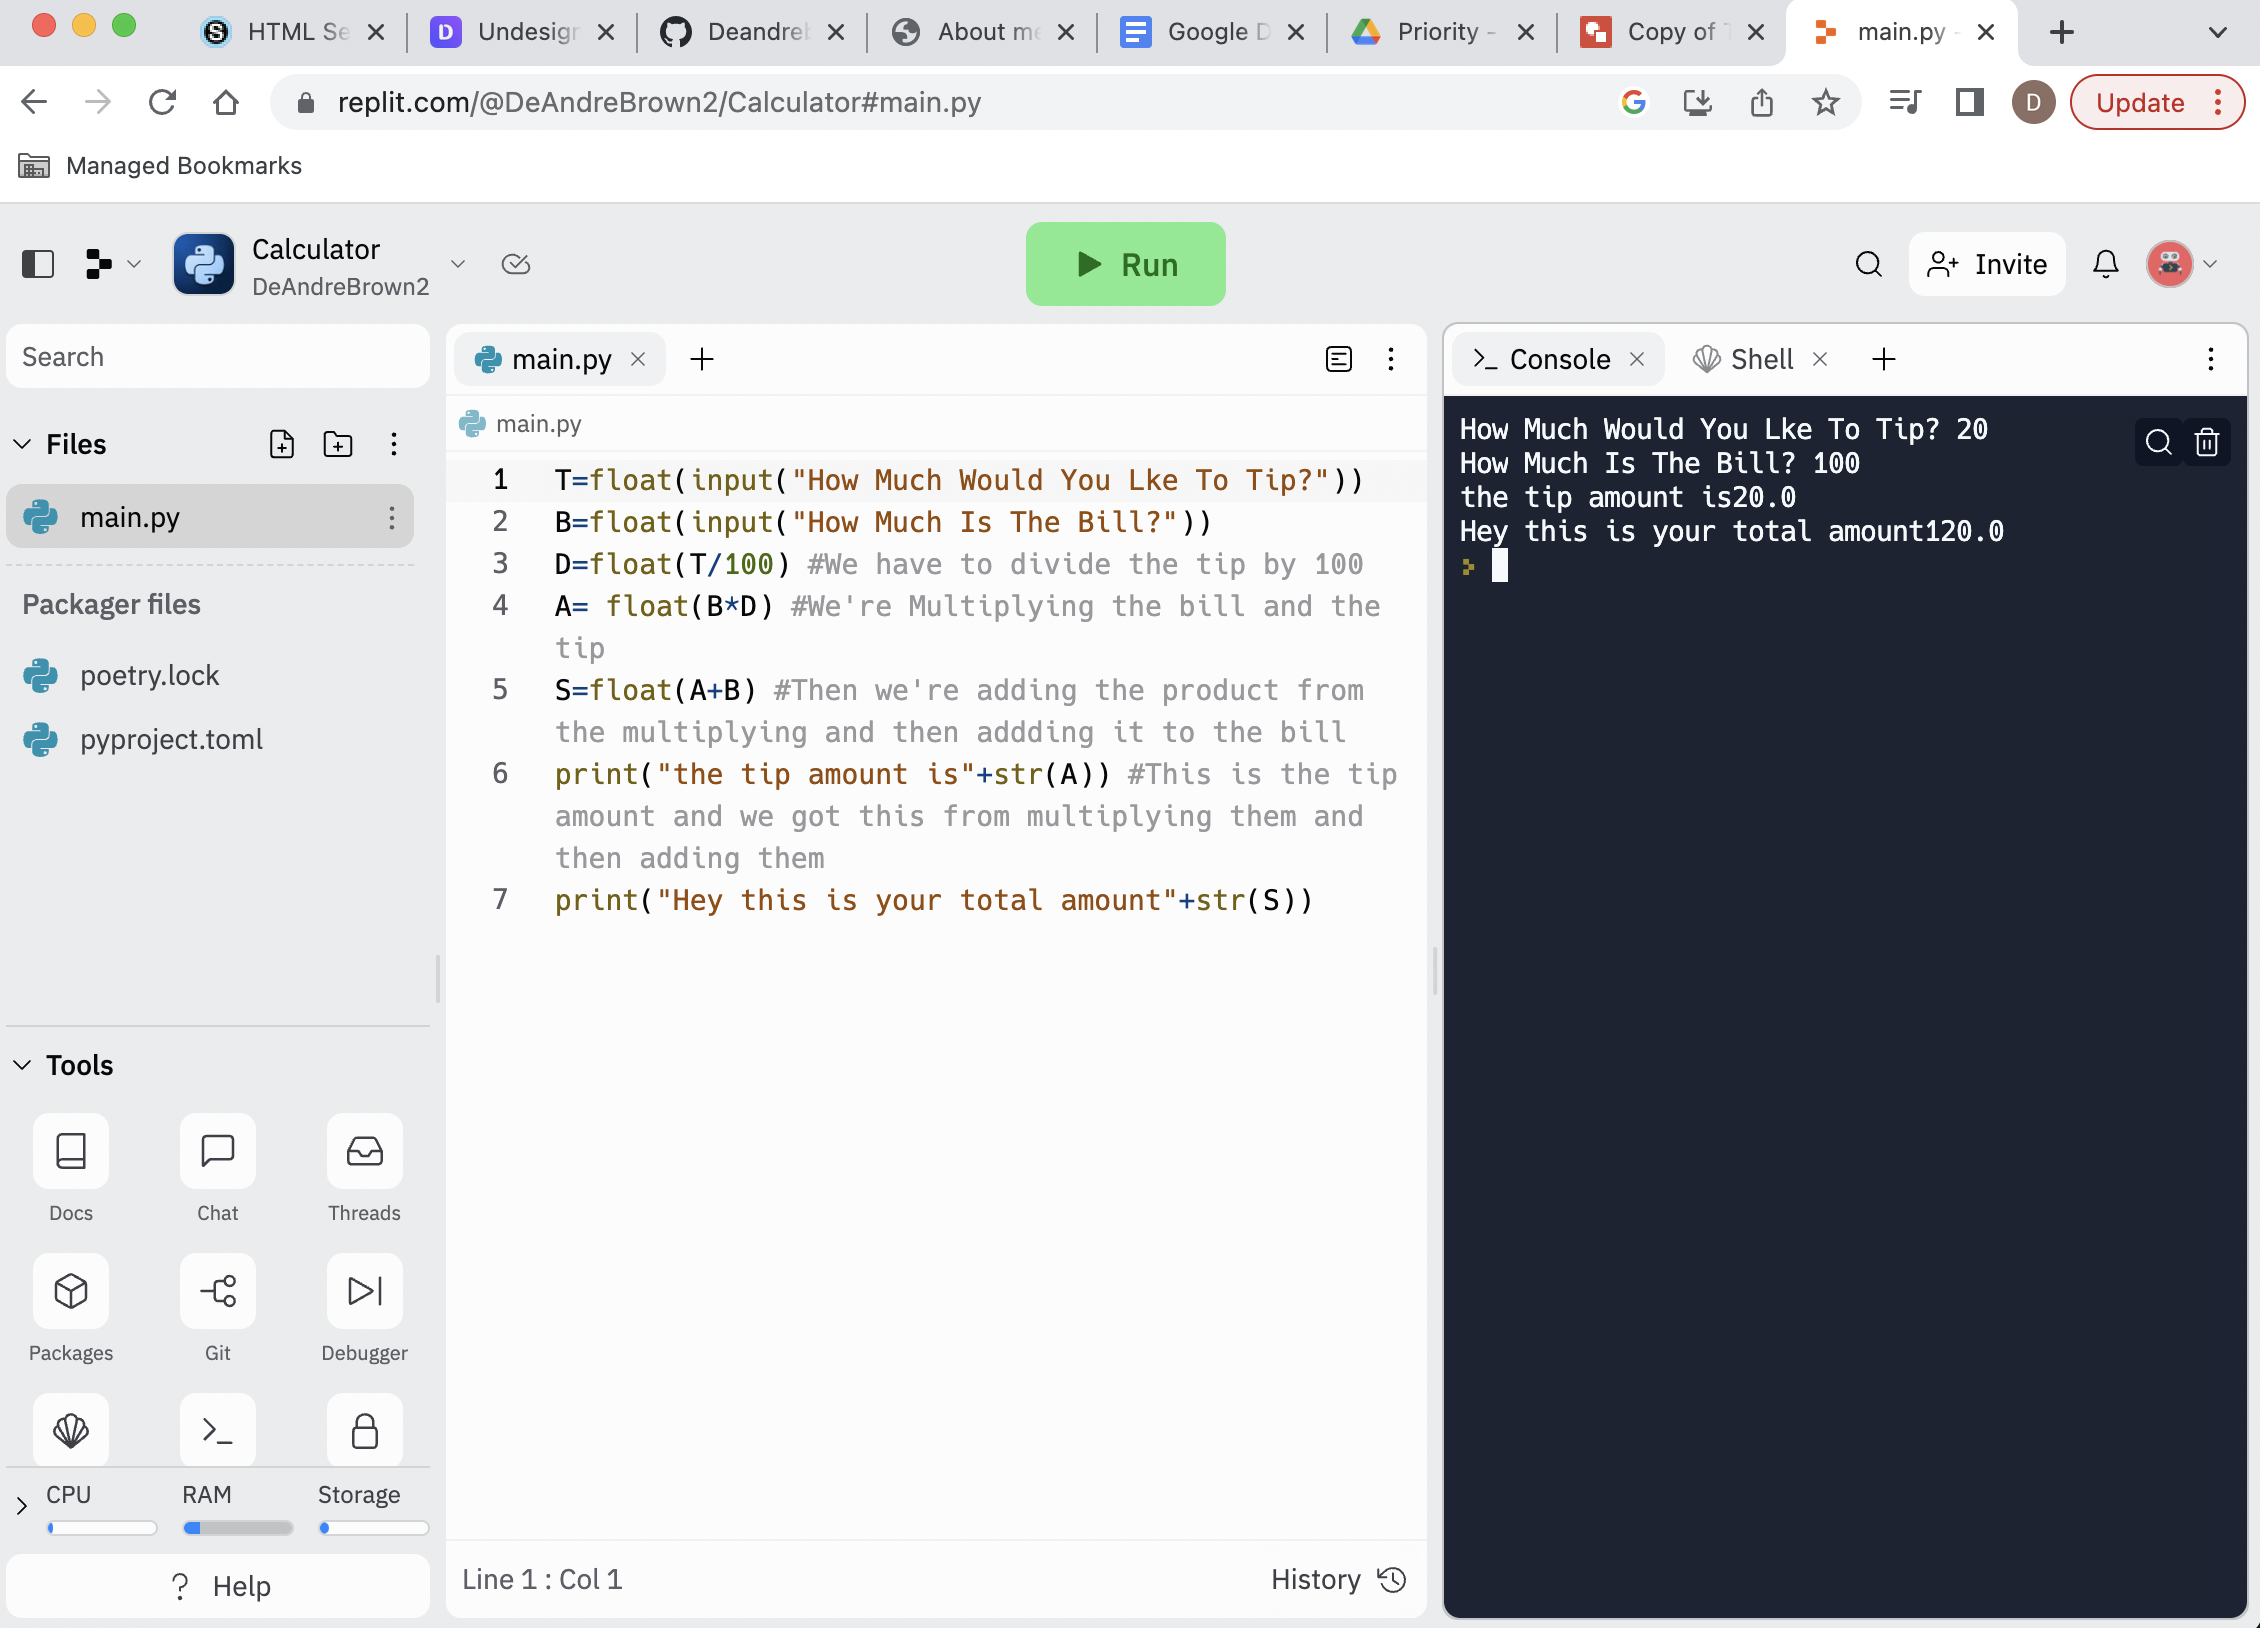 HTML Se
Undesign
Deandreb
About me
Google D
Priority -
Copy of T
main.py -
replit.com/@DeAndreBrown2/Calculator#main.py
D
Update
Managed Bookmarks
Calculator
DeAndreBrown2
Run
Invite
Search
Files
main.py
Packager files
poetry.lock
pyproject.toml
Tools
Docs
Chat
Threads
Packages
Git
Debugger
CPU
RAM
Storage
? Help
main.py
main.py
1 T=float(input("How Much Would You Lke To Tip?"))
2 B=float(input("How Much Is The Bill?"))
3 D=float(T/100) #We have to divide the tip by 100
4 A= float(B*D) #We're Multiplying the bill and the
tip
5 S=float(A+B) #Then we're adding the product from
the multiplying and then addding it to the bill
6 print("the tip amount is"+str(A)) #This is the tip
amount and we got this from multiplying them and
then adding them
7 print("Hey this is your total amount"+str(S))
Line 1 : Col 1
History
Console
Shell
How Much Would You Lke To Tip? 20
How Much Is The Bill? 100
the tip amount is20.0
Hey this is your total amount120.0